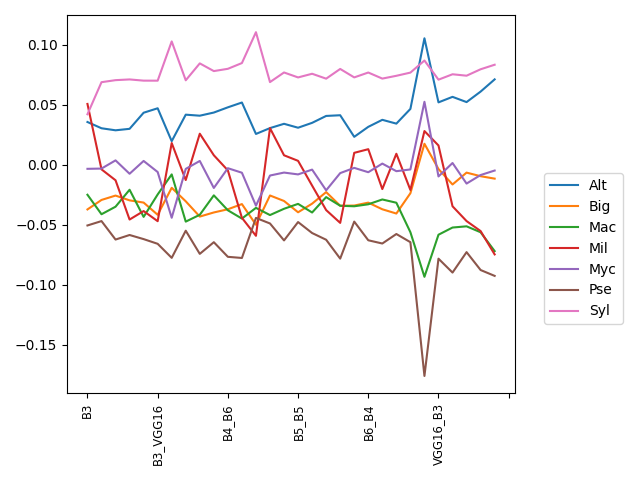 0.10
0.05
0.00
−0.05
−0.10
−0.15
B3
B3_VGG16
B4_B6
B5_B5
B6_B4
VGG16_B3
Alt
Big
Mac
Mil
Myc
Pse
Syl